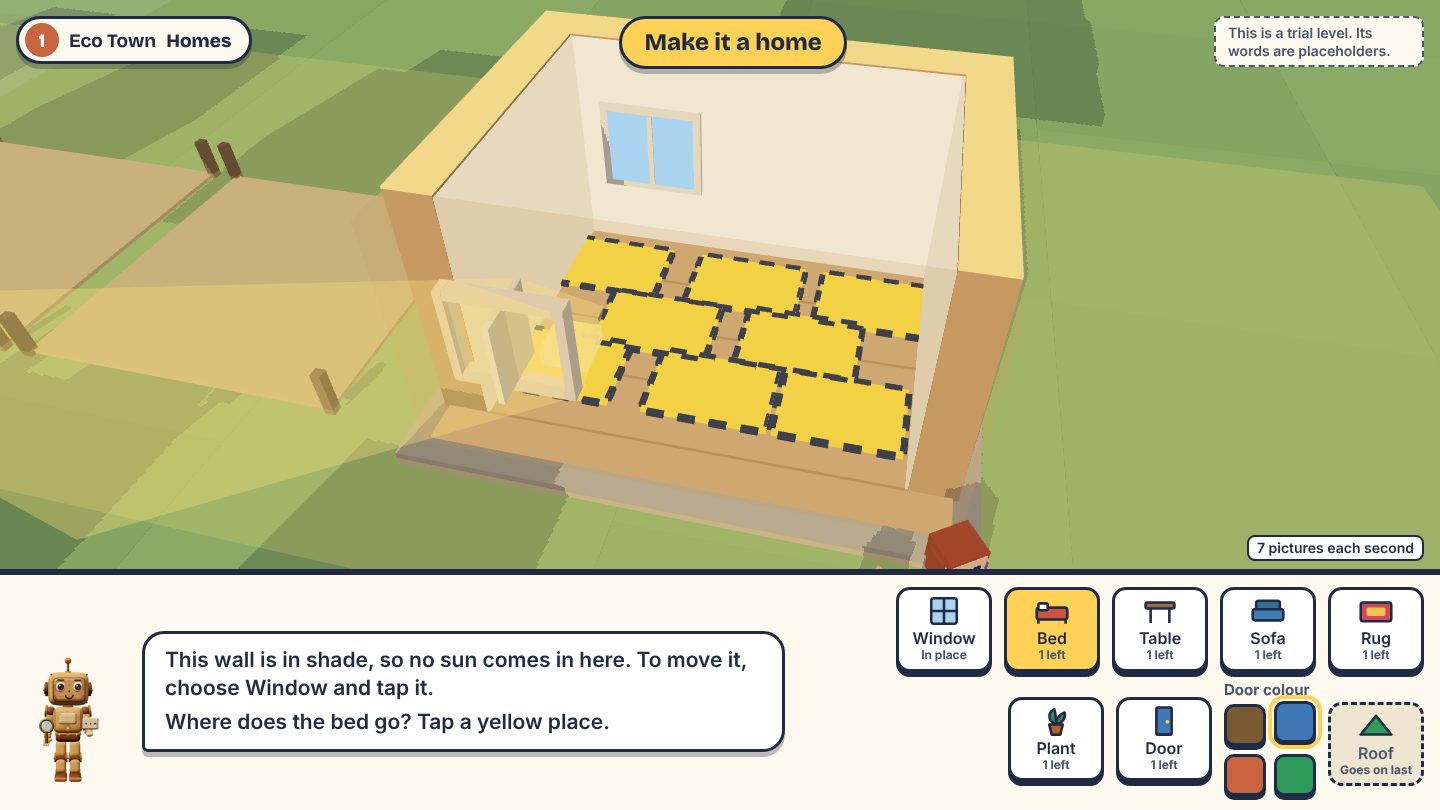 1 Eco Town Homes
Make it a home
This is a trial level. Its
words are placeholders.
7 pictures each second
This wall is in shade, so no sun comes in here. To move it,
choose Window and tap it.
Where does the bed go? Tap a yellow place.
Window
In place
Bed
1 left
Table
1 left
Sofa
1 left
Rug
1 left
Plant
1 left
Door
1 left
Door colour
Roof
Goes on last